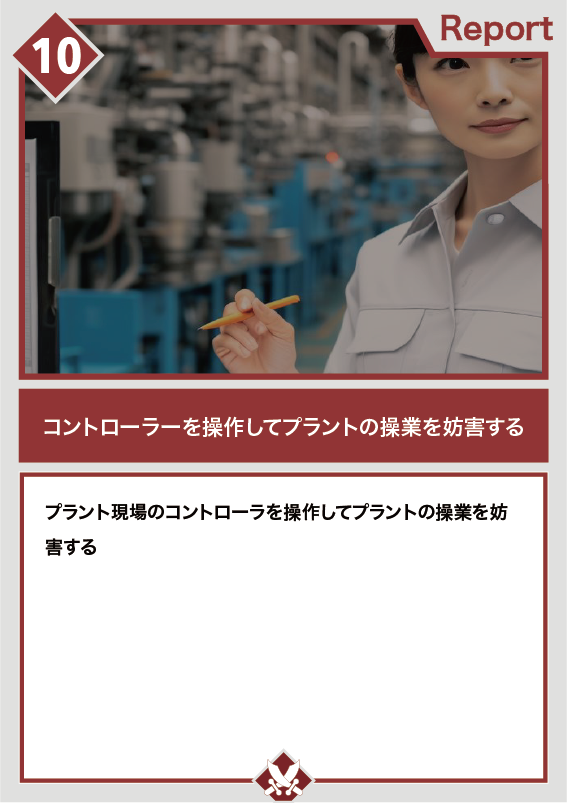 10
Report
コントローラーを操作してプラントの操業を妨害する
プラント現場のコントローラを操作してプラントの操業を妨
害する